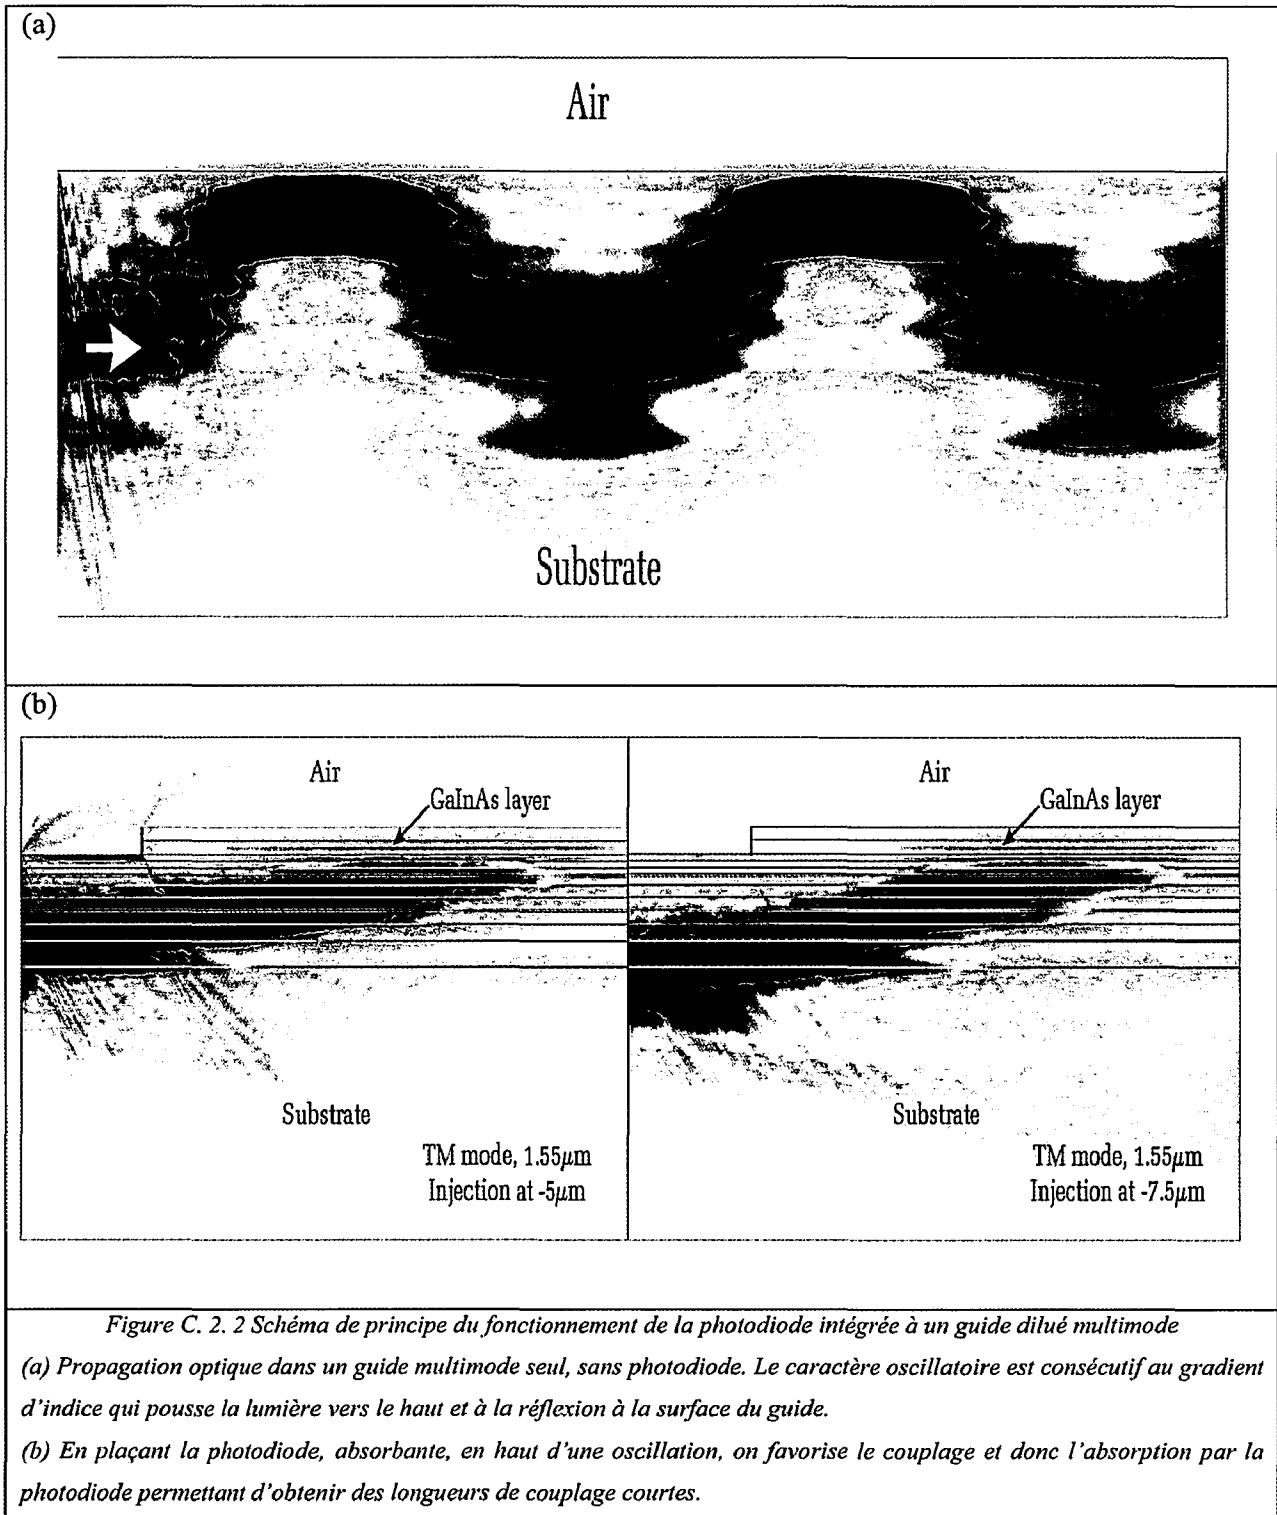 (a)
Air
Substrate
(b)
Air
GaInAs layer
Substrate
TM mode, 1.55μm
Injection at -5μm
Air
GaInAs layer
Substrate
TM mode, 1.55μm
Injection at -7.5μm
Figure C. 2. 2 Schéma de principe du fonctionnement de la photodiode intégrée à un guide dilué multimode
(a) Propagation optique dans un guide multimode seul, sans photodiode. Le caractère oscillatoire est consécutif au gradient
d'indice qui pousse la lumière vers le haut et à la réflexion à la surface du guide.
(b) En plaçant la photodiode, absorbante, en haut d'une oscillation, on favorise le couplage et donc l'absorption par la
photodiode permettant d'obtenir des longueurs de couplage courtes.